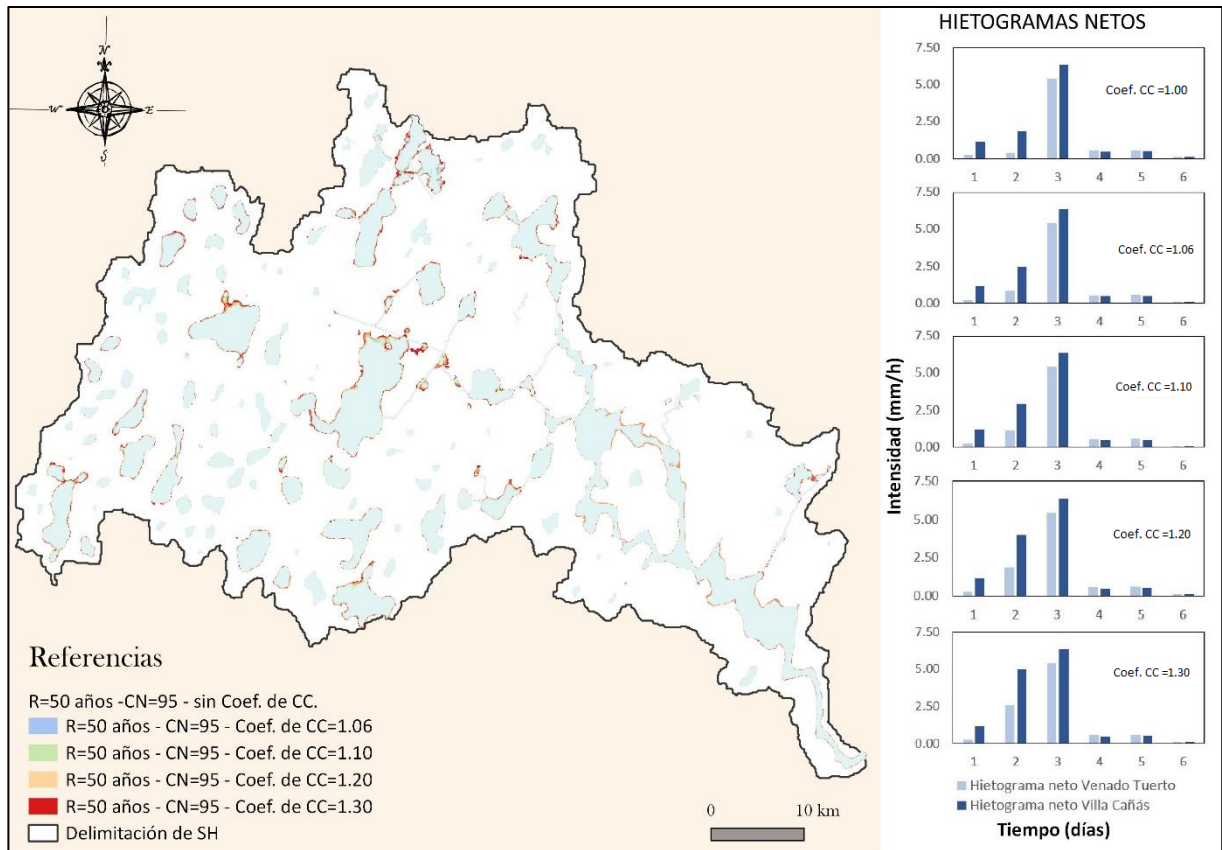 N
W
E
S
Referencias
R=50 años -CN=95 - sin Coef. de CC.
R=50 años - CN=95 - Coef. de CC=1.06
R=50 años - CN=95 - Coef. de CC=1.10
R=50 años - CN=95 - Coef. de CC=1.20
R=50 años - CN=95 - Coef. de CC=1.30
Delimitación de SH
0 10 km
HIETOGRAMAS NETOS
Intensidad (mm/h)
7.50
5.00
2.50
0.00
Coef. CC =1.00
1 2 3 4 5 6
7.50
5.00
2.50
0.00
Coef. CC =1.06
1 2 3 4 5 6
7.50
5.00
2.50
0.00
Coef. CC =1.10
1 2 3 4 5 6
7.50
5.00
2.50
0.00
Coef. CC =1.20
1 2 3 4 5 6
7.50
5.00
2.50
0.00
Coef. CC =1.30
1 2 3 4 5 6
Hietograma neto Venado Tuerto
Hietograma neto Villa Cañás
Tiempo (días)